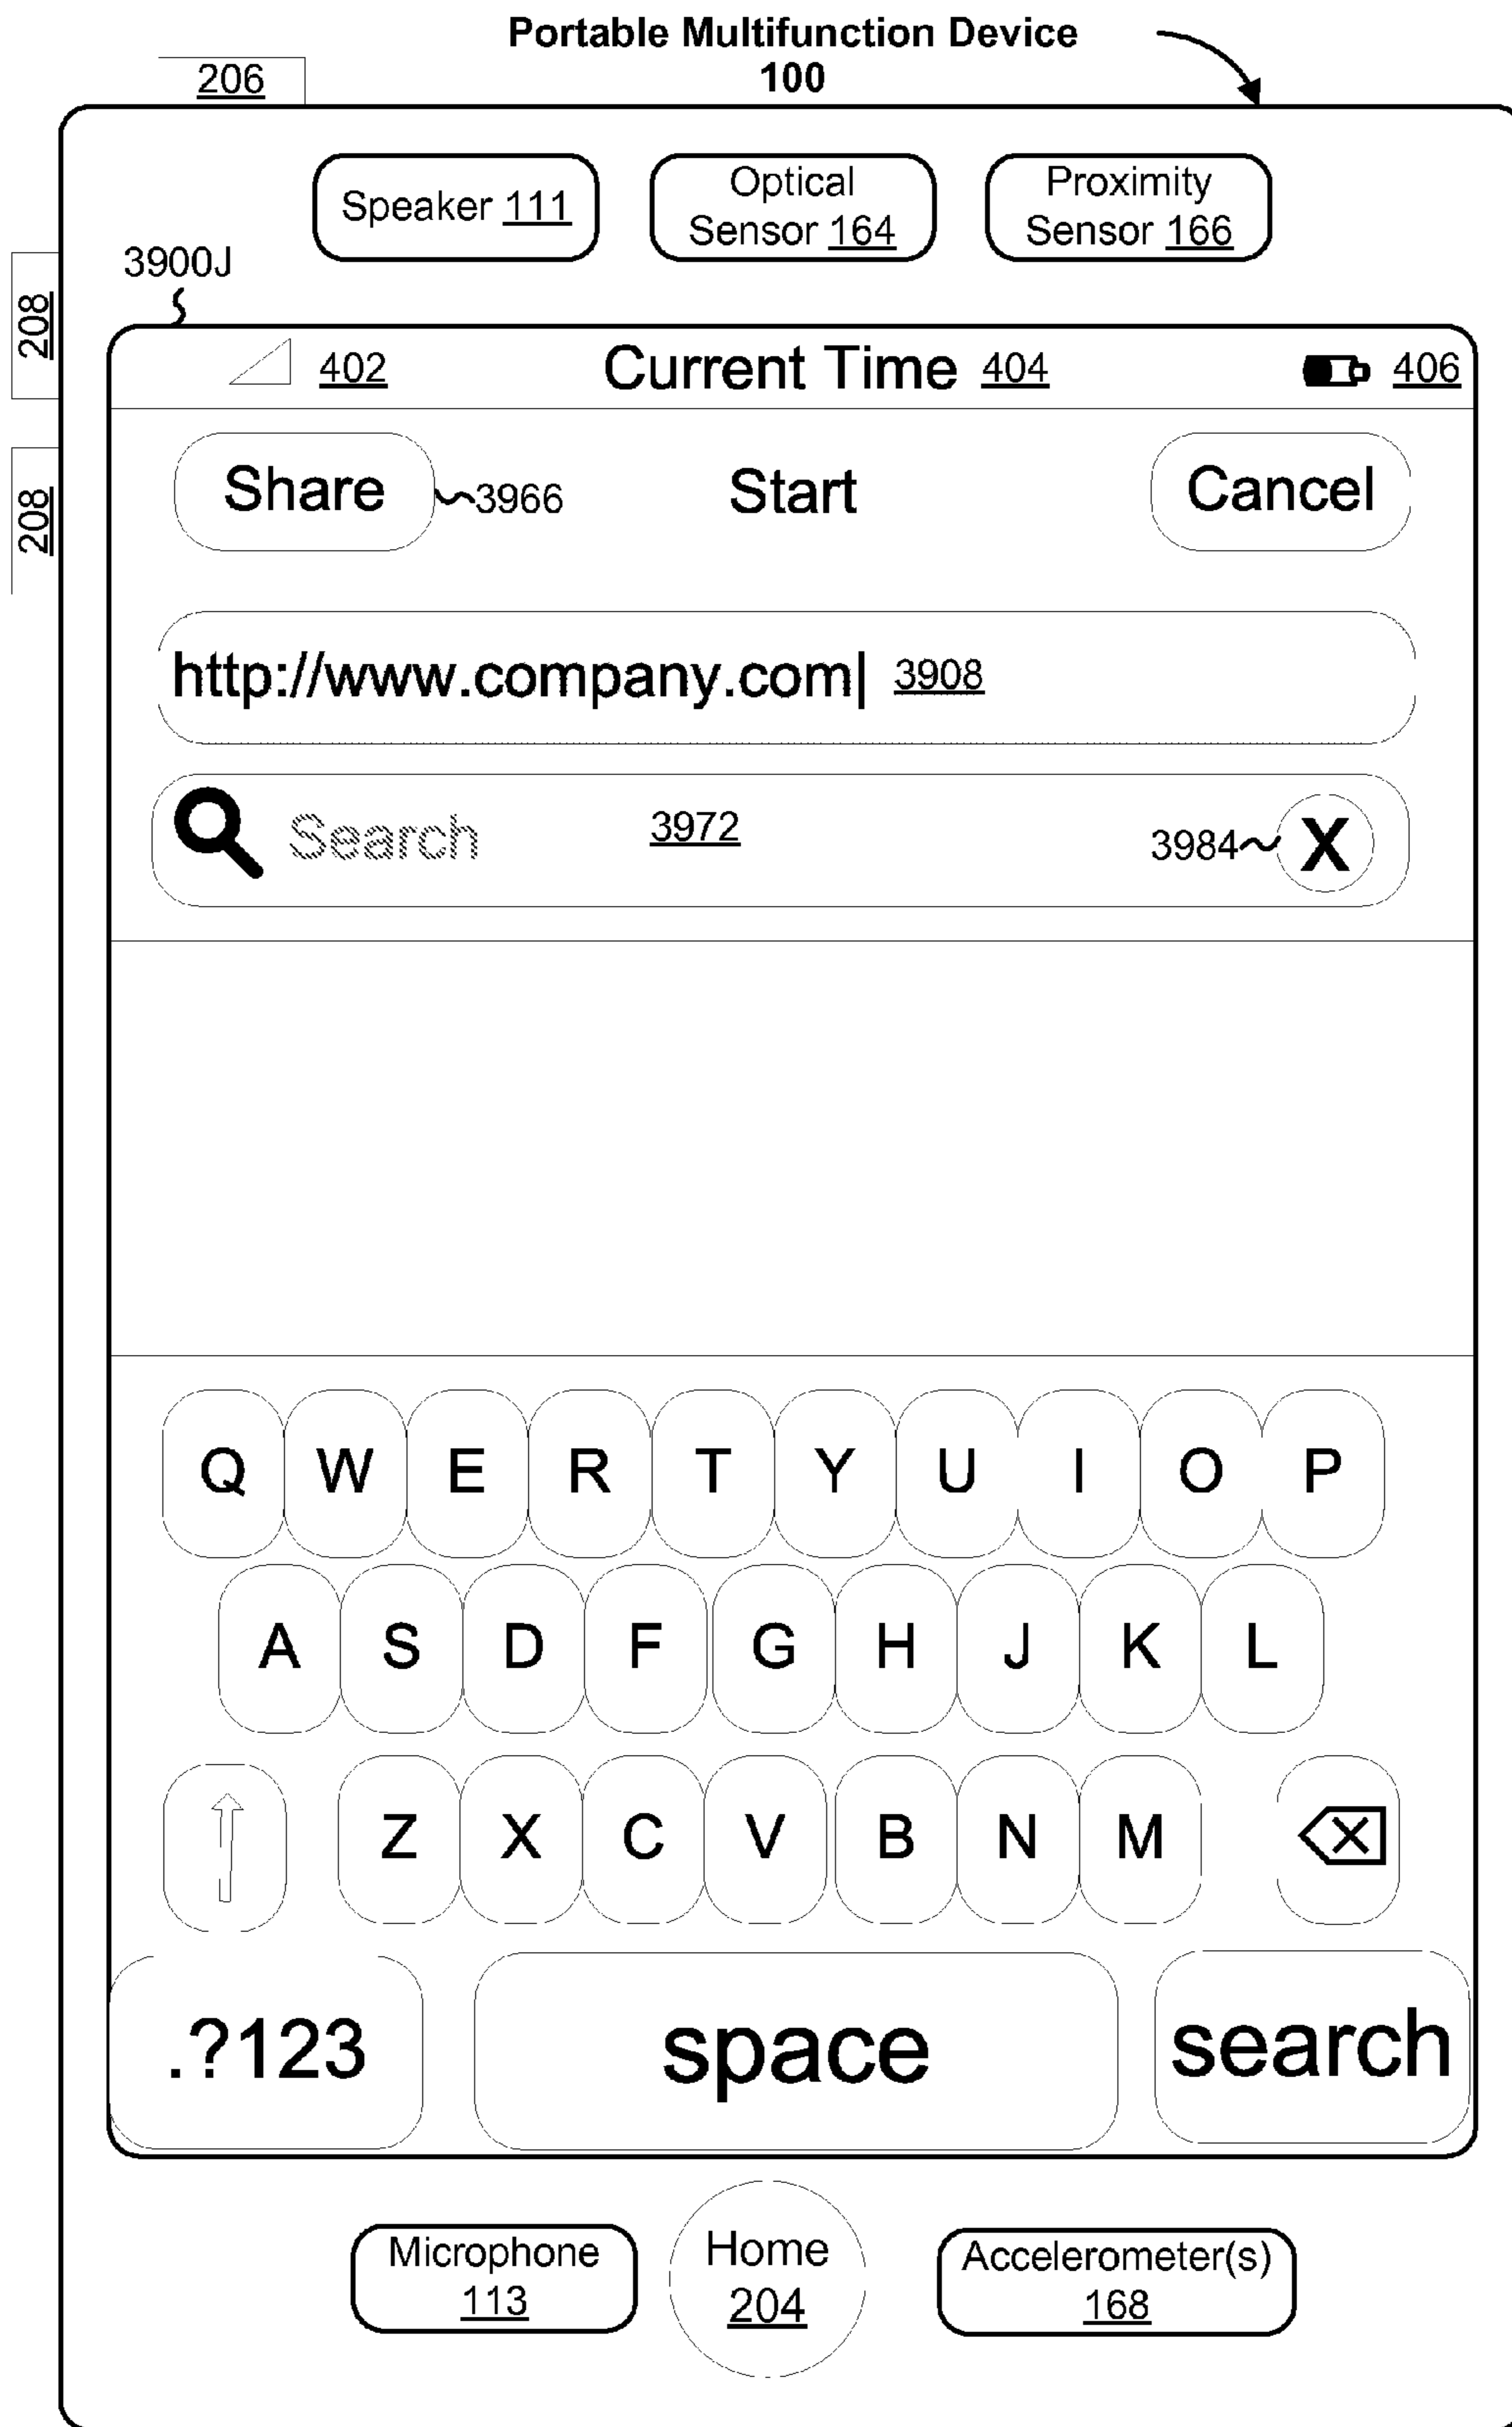 Portable Multifunction Device
100
206
Speaker 111
Optical
Sensor 164
Proximity
Sensor 166
3900J
208
208
402 Current Time 404 406
Share 3966 Start Cancel
http://www.company.com| 3908
Search 3972 3984 X
Q W E R T Y U I O P
A S D F G H J K L
Z X C V B N M
.?123 space search
Microphone
113
Home
204
Accelerometer(s)
168